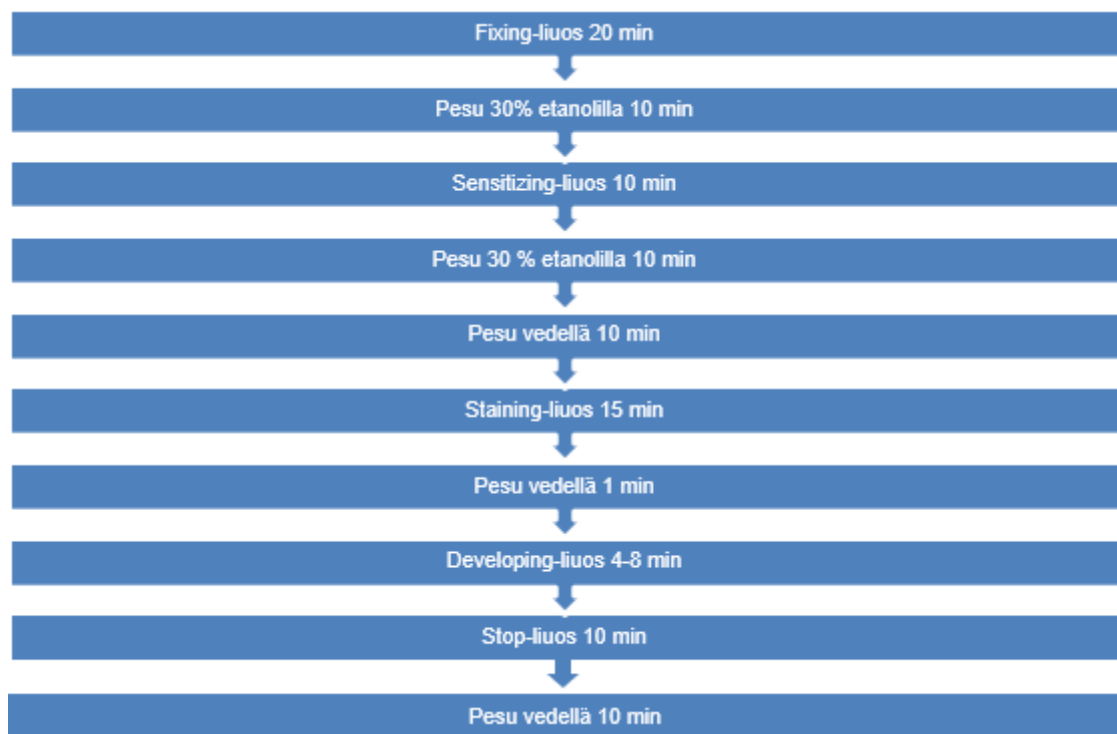 Fixing-liuos 20 min
Pesu 30% etanolilla 10 min
Sensitizing-liuos 10 min
Pesu 30 % etanolilla 10 min
Pesu vedellä 10 min
Staining-liuos 15 min
Pesu vedellä 1 min
Developing-liuos 4-8 min
Stop-liuos 10 min
Pesu vedellä 10 min